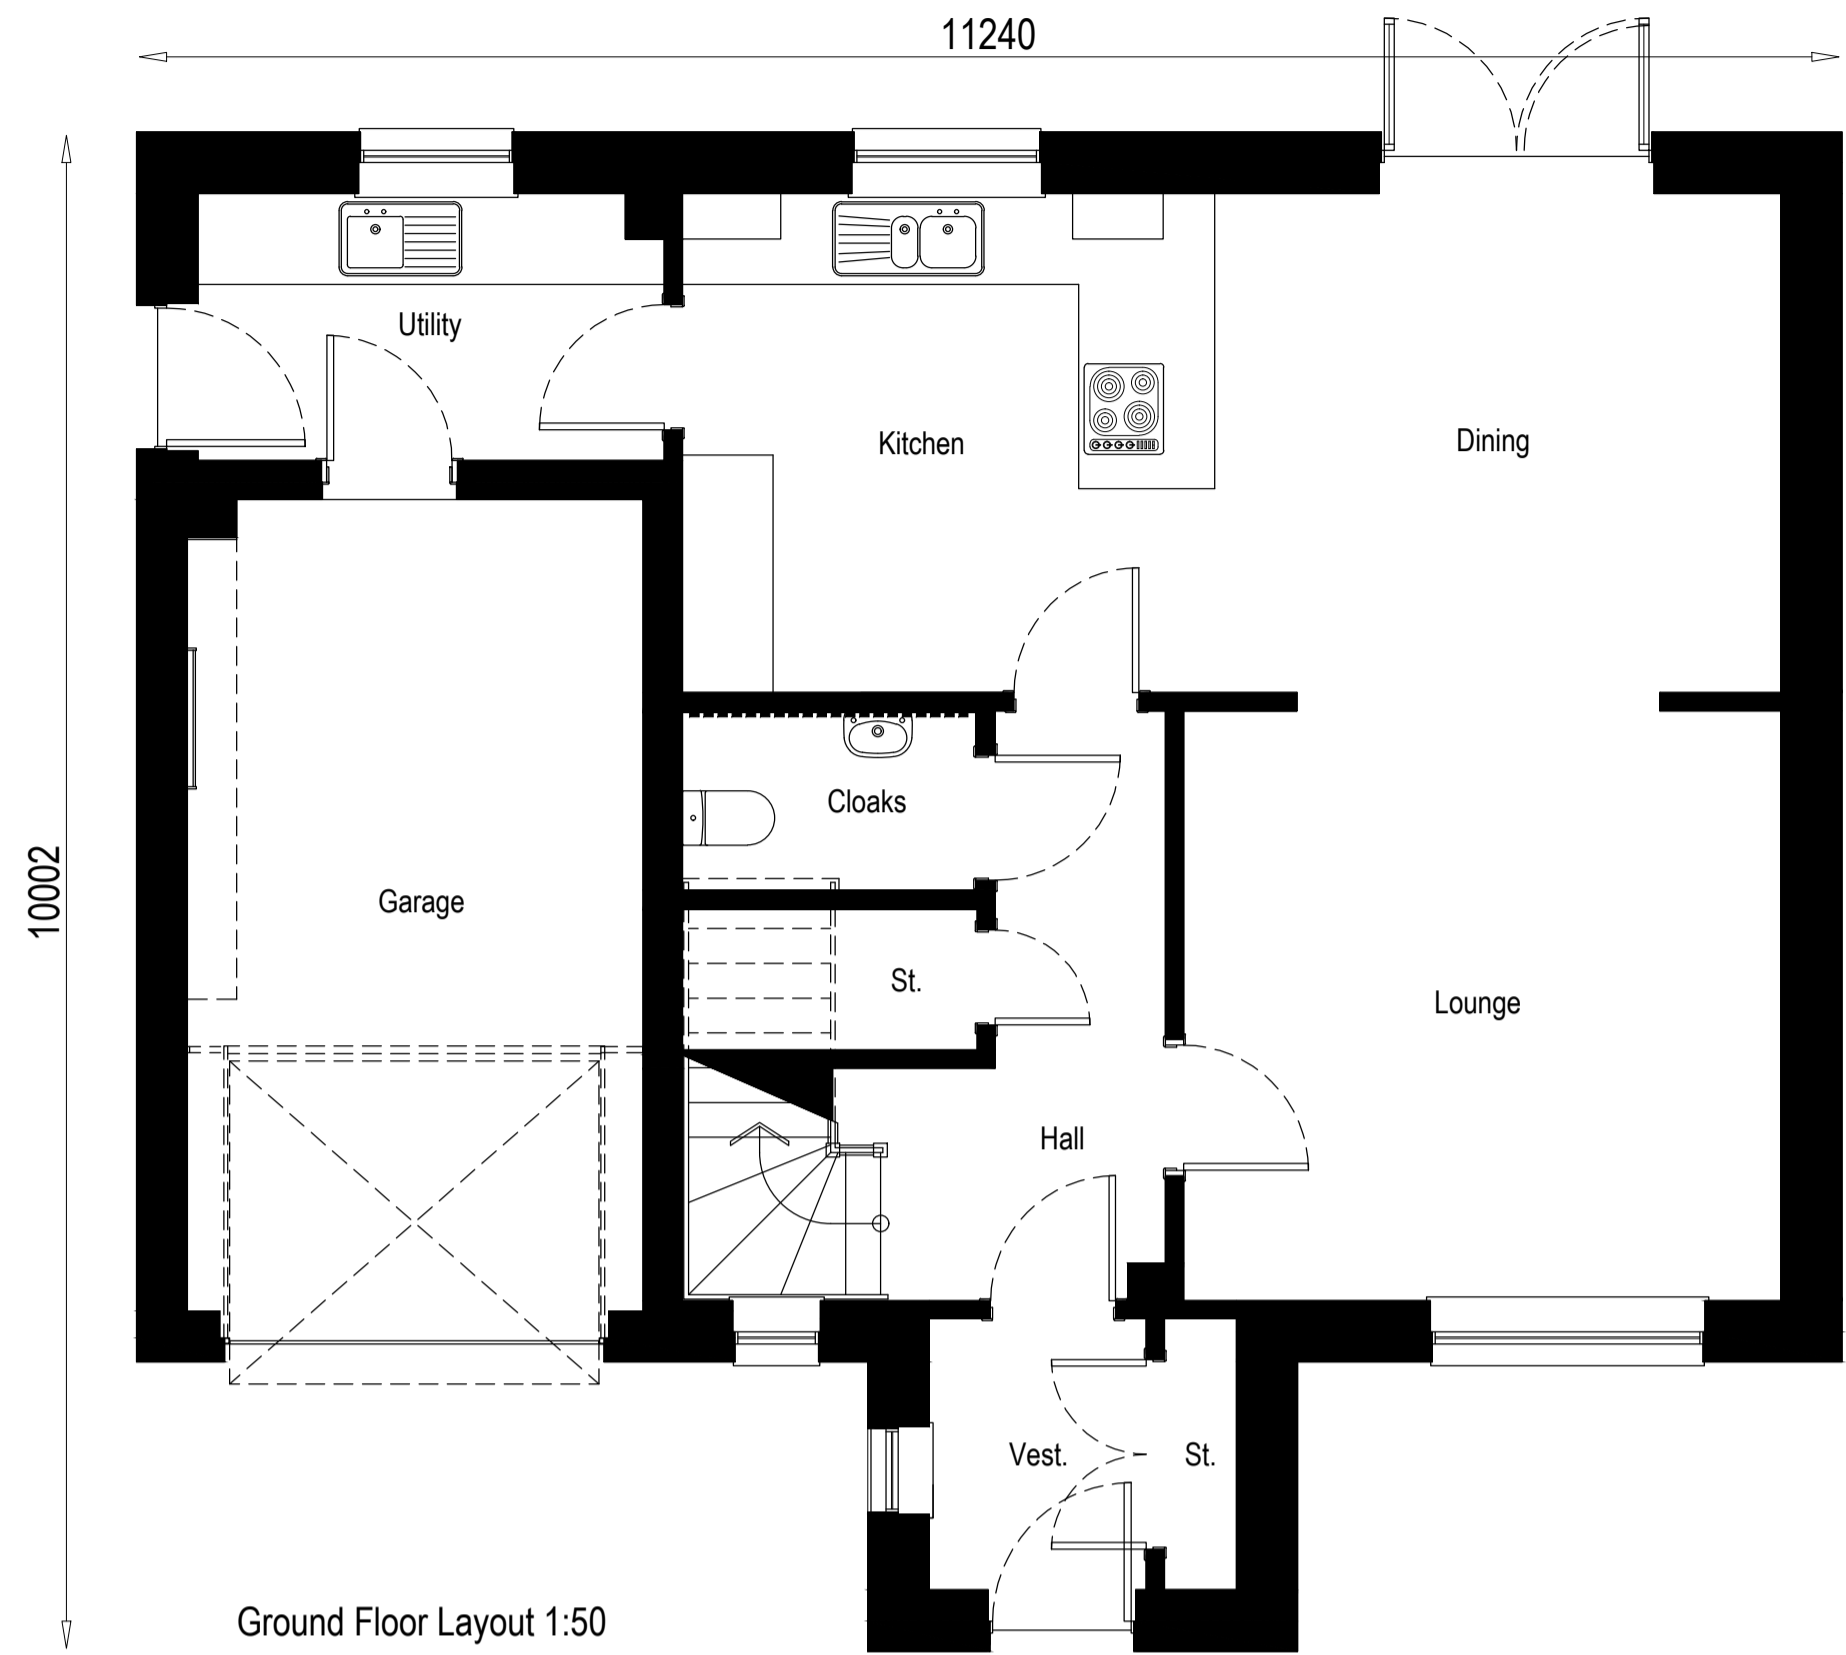 11240
10002
Utility
Kitchen
Dining
Cloaks
Garage
St.
Lounge
Hall
Vest.
St.
Ground Floor Layout 1:50